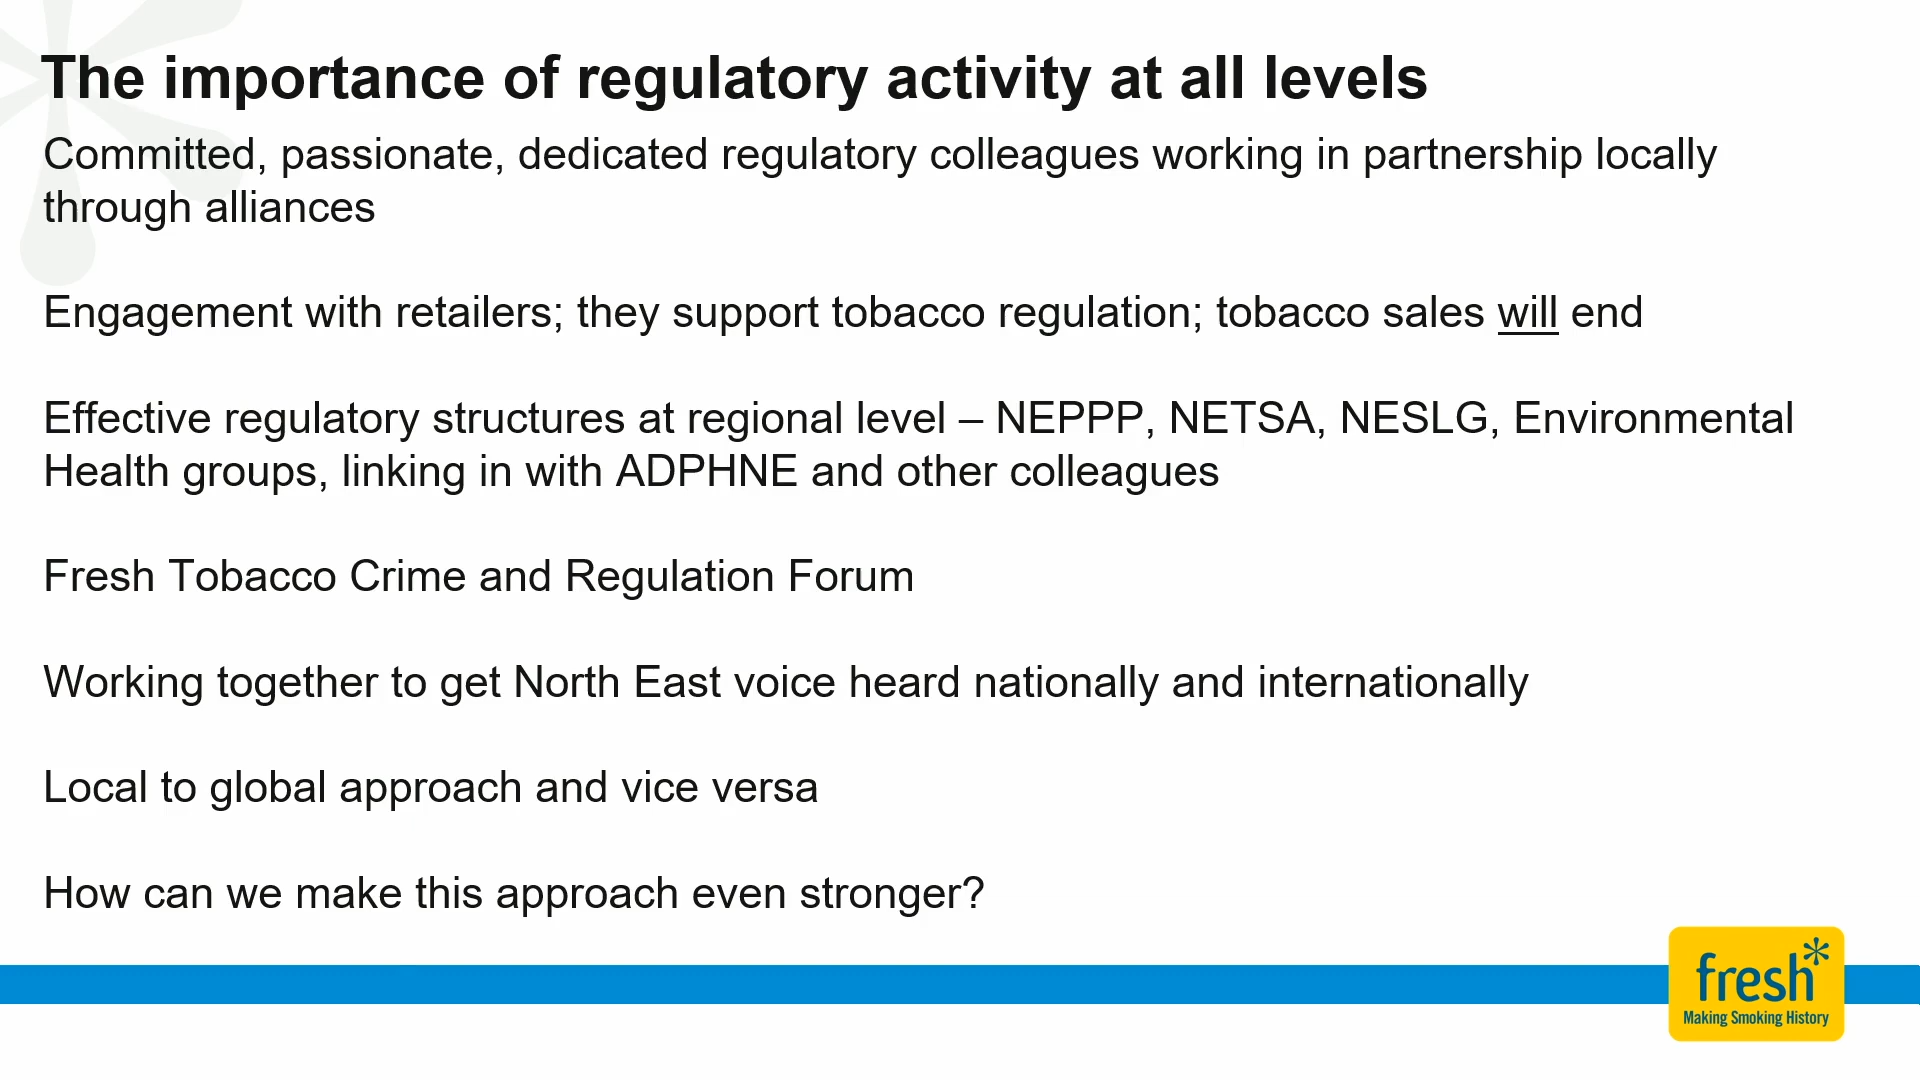 The importance of regulatory activity at all levels
Committed, passionate, dedicated regulatory colleagues working in partnership locally
through alliances
Engagement with retailers; they support tobacco regulation; tobacco sales will end
Effective regulatory structures at regional level – NEPPP, NETSA, NESLG, Environmental
Health groups, linking in with ADPHNE and other colleagues
Fresh Tobacco Crime and Regulation Forum
Working together to get North East voice heard nationally and internationally
Local to global approach and vice versa
How can we make this approach even stronger?
fresh*
Making Smoking History